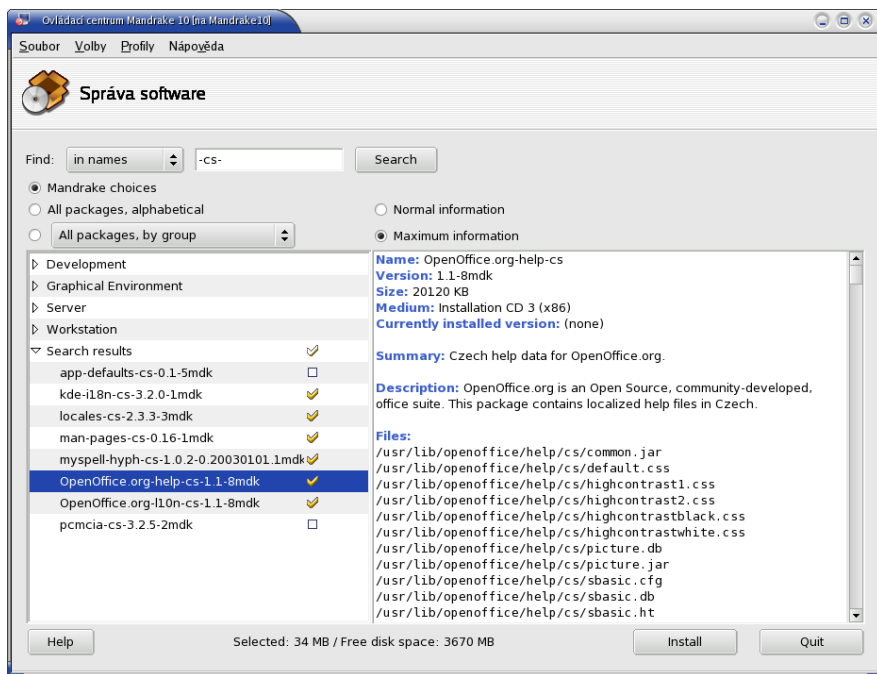 Ovládací centrum Mandrake 10 [na Mandrake10]
Soubor Volby Profily Nápověda
Správa software
Find: in names -cs- Search
Mandrake choices
All packages, alphabetical
Normal information
All packages, by group
Maximum information
Development
Graphical Environment
Server
Workstation
Search results
app-defaults-cs-0.1-5mdk
kde-i18n-cs-3.2.0-1mdk
locales-cs-2.3.3-3mdk
man-pages-cs-0.16-1mdk
myspell-hyph-cs-1.0.2-0.20030101.1mdk
OpenOffice.org-help-cs-1.1-8mdk
OpenOffice.org-l10n-cs-1.1-8mdk
pcmcia-cs-3.2.5-2mdk
Name: OpenOffice.org-help-cs
Version: 1.1-8mdk
Size: 20120 KB
Medium: Installation CD 3 (x86)
Currently installed version: (none)
Summary: Czech help data for OpenOffice.org.
Description: OpenOffice.org is an Open Source, community-developed,
office suite. This package contains localized help files in Czech.
Files:
/usr/lib/openoffice/help/cs/common.jar
/usr/lib/openoffice/help/cs/default.css
/usr/lib/openoffice/help/cs/highcontrast1.css
/usr/lib/openoffice/help/cs/highcontrast2.css
/usr/lib/openoffice/help/cs/highcontrastblack.css
/usr/lib/openoffice/help/cs/highcontrastwhite.css
/usr/lib/openoffice/help/cs/picture.db
/usr/lib/openoffice/help/cs/picture.jar
/usr/lib/openoffice/help/cs/sbasic.cfg
/usr/lib/openoffice/help/cs/sbasic.db
/usr/lib/openoffice/help/cs/sbasic.ht
Help Selected: 34 MB / Free disk space: 3670 MB Install Quit